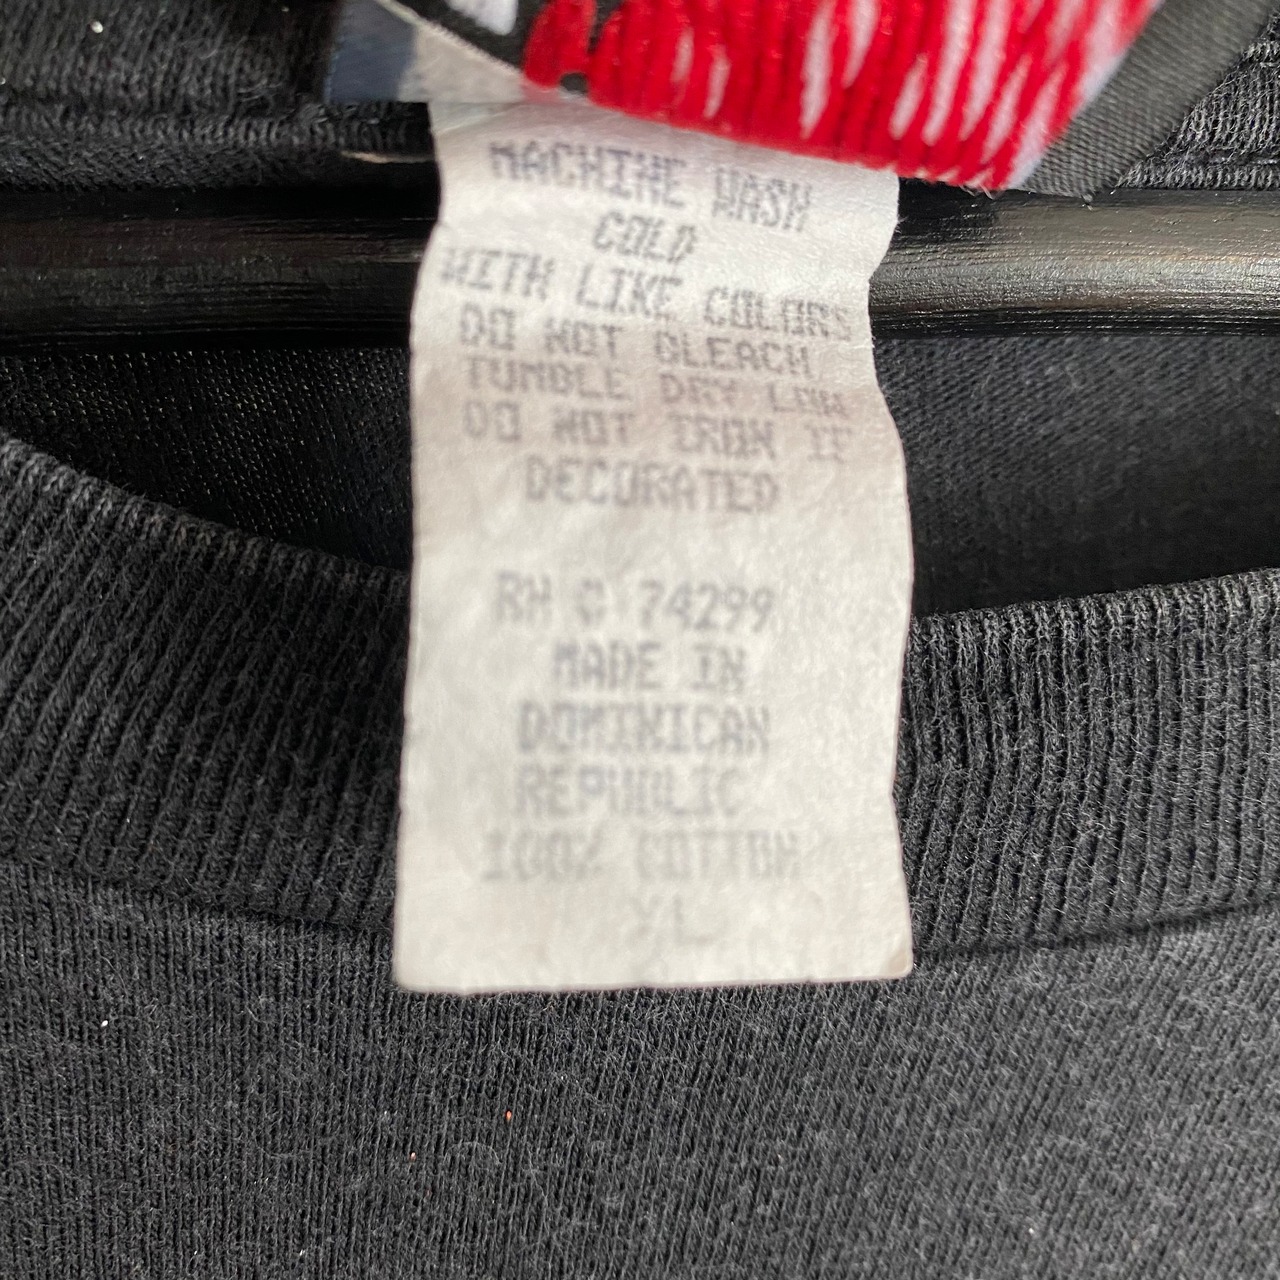 MACHINE WASH
COLD
WITH LIKE COLORS
DO NOT BLEACH
TUMBLE DRY LOW
DO NOT IRON IF
DECORATED
RN # 74299
MADE IN
DOMINICAN
REPUBLIC
100% COTTON
XL